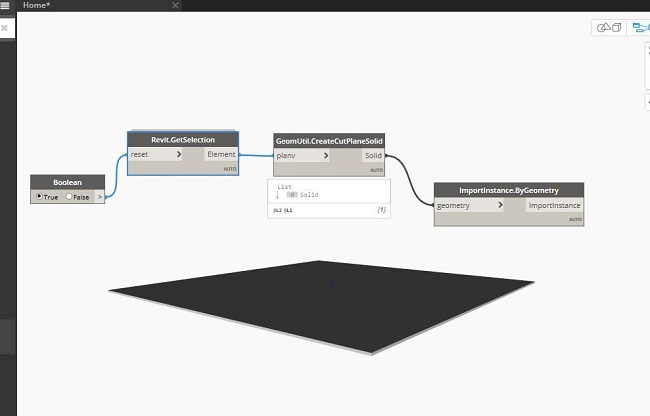 Home*
Revit.GetSelection
reset > Element
AUTO
GeomUtil.CreateCutPlaneSolid
planv > Solid
AUTO
Boolean
True False >
List
0 Solid
@L2 @L1 {1}
ImportInstance.ByGeometry
geometry > ImportInstance
AUTO